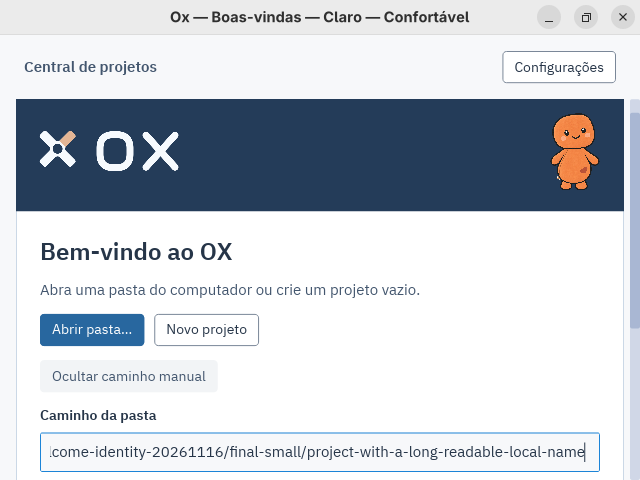 Ox — Boas-vindas — Claro — Confortável
Central de projetos
Configurações
OX
Bem-vindo ao OX
Abra uma pasta do computador ou crie um projeto vazio.
Abrir pasta...
Novo projeto
Ocultar caminho manual
Caminho da pasta
lcome-identity-20261116/final-small/project-with-a-long-readable-local-name